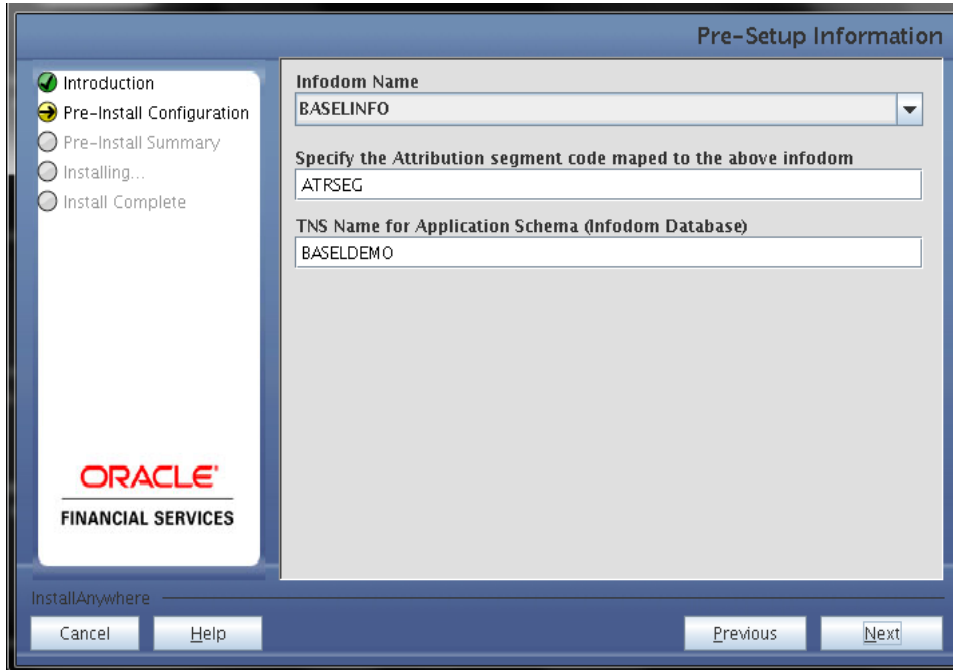 Pre-Setup Information
Introduction
Pre-Install Configuration
Pre-Install Summary
Installing...
Install Complete
ORACLE'
FINANCIAL SERVICES
Infodom Name
BASELINFO
Specify the Attribution segment code maped to the above infodom
ATRSEG
TNS Name for Application Schema (Infodom Database)
BASELDEMO
InstallAnywhere
Cancel
Help
Previous
Next